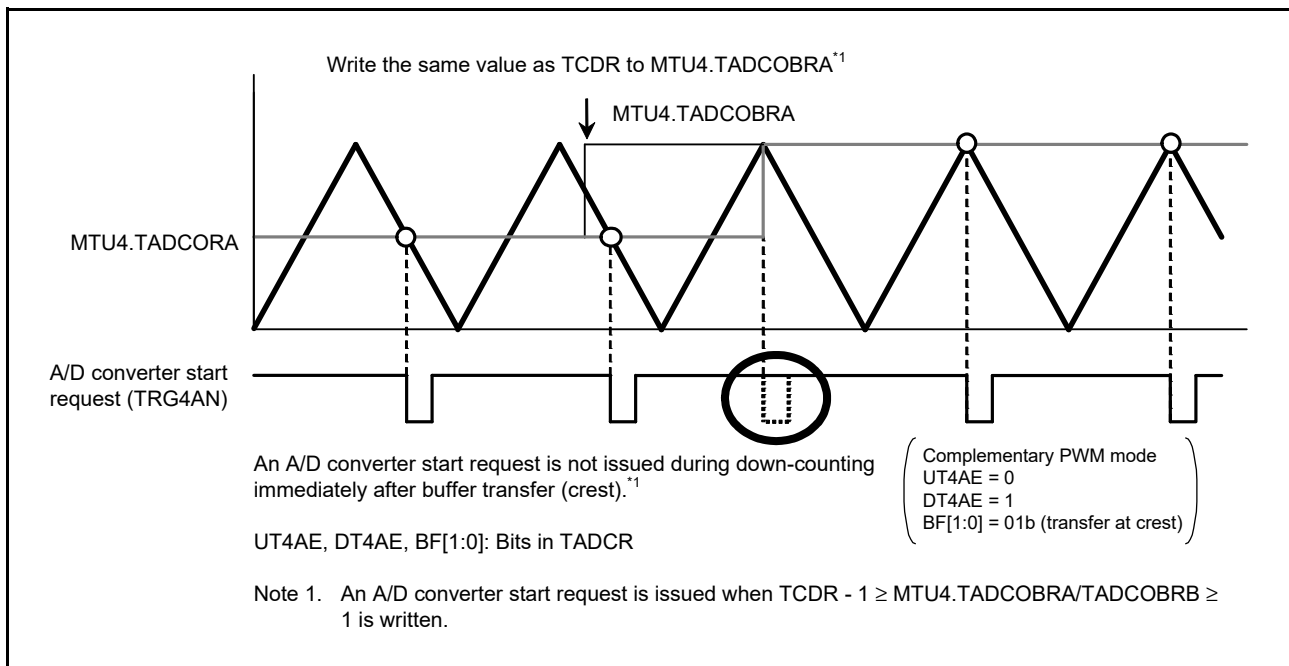 Write the same value as TCDR to MTU4.TADCOBRA*1
MTU4.TADCOBRA
MTU4.TADCORA
A/D converter start
request (TRG4AN)
An A/D converter start request is not issued during down-counting
immediately after buffer transfer (crest).*1
Complementary PWM mode
UT4AE = 0
DT4AE = 1
BF[1:0] = 01b (transfer at crest)
UT4AE, DT4AE, BF[1:0]: Bits in TADCR
Note 1. An A/D converter start request is issued when TCDR - 1 ≥ MTU4.TADCOBRA/TADCOBRB ≥
1 is written.